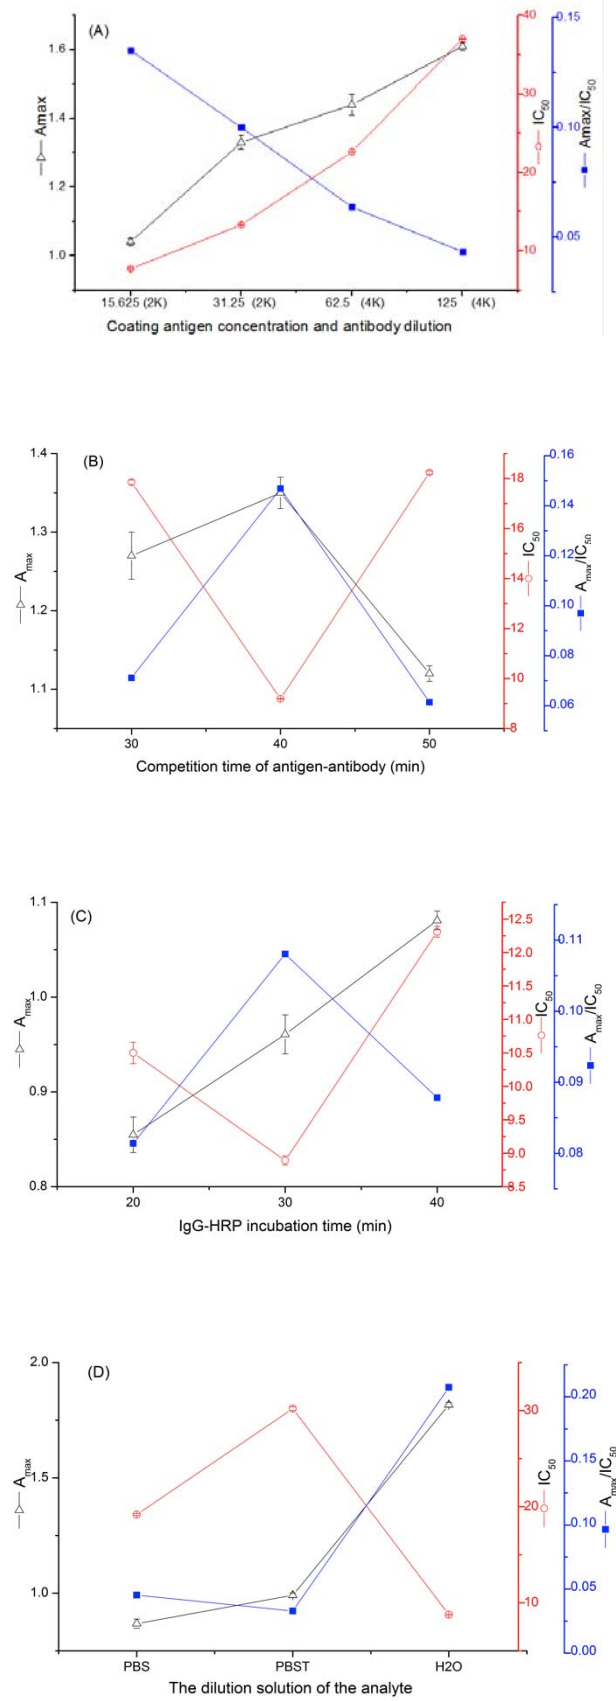 (A)
1.6
1.4
1.2
1.0
Amax
40
30
20
10
IC50
0.15
0.10
0.05
Amax/IC50
15.625 (2K) 31.25 (2K) 62.5 (4K) 125 (4K)
Coating antigen concentration and antibody dilution
(B)
1.4
1.3
1.2
1.1
Amax
18
16
14
12
10
8
IC50
0.16
0.14
0.12
0.10
0.08
0.06
Amax/IC50
30 40 50
Competition time of antigen-antibody (min)
(C)
1.1
1.0
0.9
0.8
Amax
12.5
12.0
11.5
11.0
10.5
10.0
9.5
9.0
8.5
IC50
0.11
0.10
0.09
0.08
Amax/IC50
20 30 40
IgG-HRP incubation time (min)
(D)
2.0
1.5
1.0
Amax
30
20
10
IC50
0.20
0.15
0.10
0.05
0.00
Amax/IC50
PBS PBST H2O
The dilution solution of the analyte